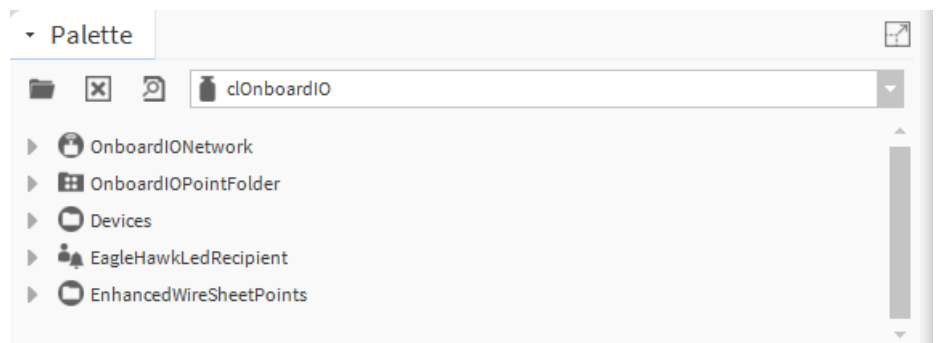 Palette
clOnboardIO
OnboardIONetwork
OnboardIOPointFolder
Devices
EagleHawkLedRecipient
EnhancedWireSheetPoints